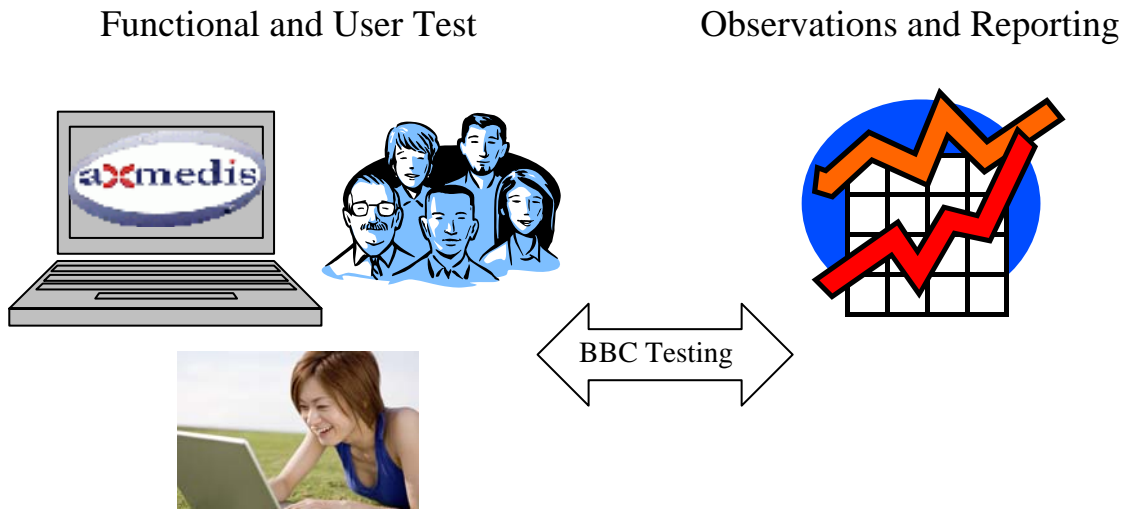 Functional and User Test
Observations and Reporting
axmedis
BBC Testing